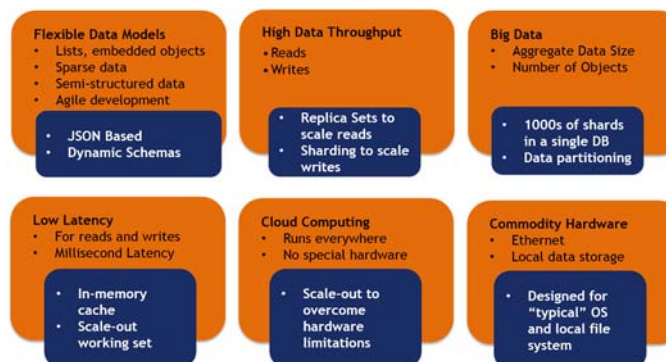 Flexible Data Models
• Lists, embedded objects
• Sparse data
• Semi-structured data
• Agile development
• JSON Based
• Dynamic Schemas
High Data Throughput
• Reads
• Writes
• Replica Sets to
scale reads
• Sharding to scale
writes
Big Data
• Aggregate Data Size
• Number of Objects
• 1000s of shards
in a single DB
• Data partitioning
Low Latency
• For reads and writes
• Millisecond Latency
• In-memory
cache
• Scale-out
working set
Cloud Computing
• Runs everywhere
• No special hardware
• Scale-out to
overcome
hardware
limitations
Commodity Hardware
• Ethernet
• Local data storage
• Designed for
“typical” OS
and local file
system